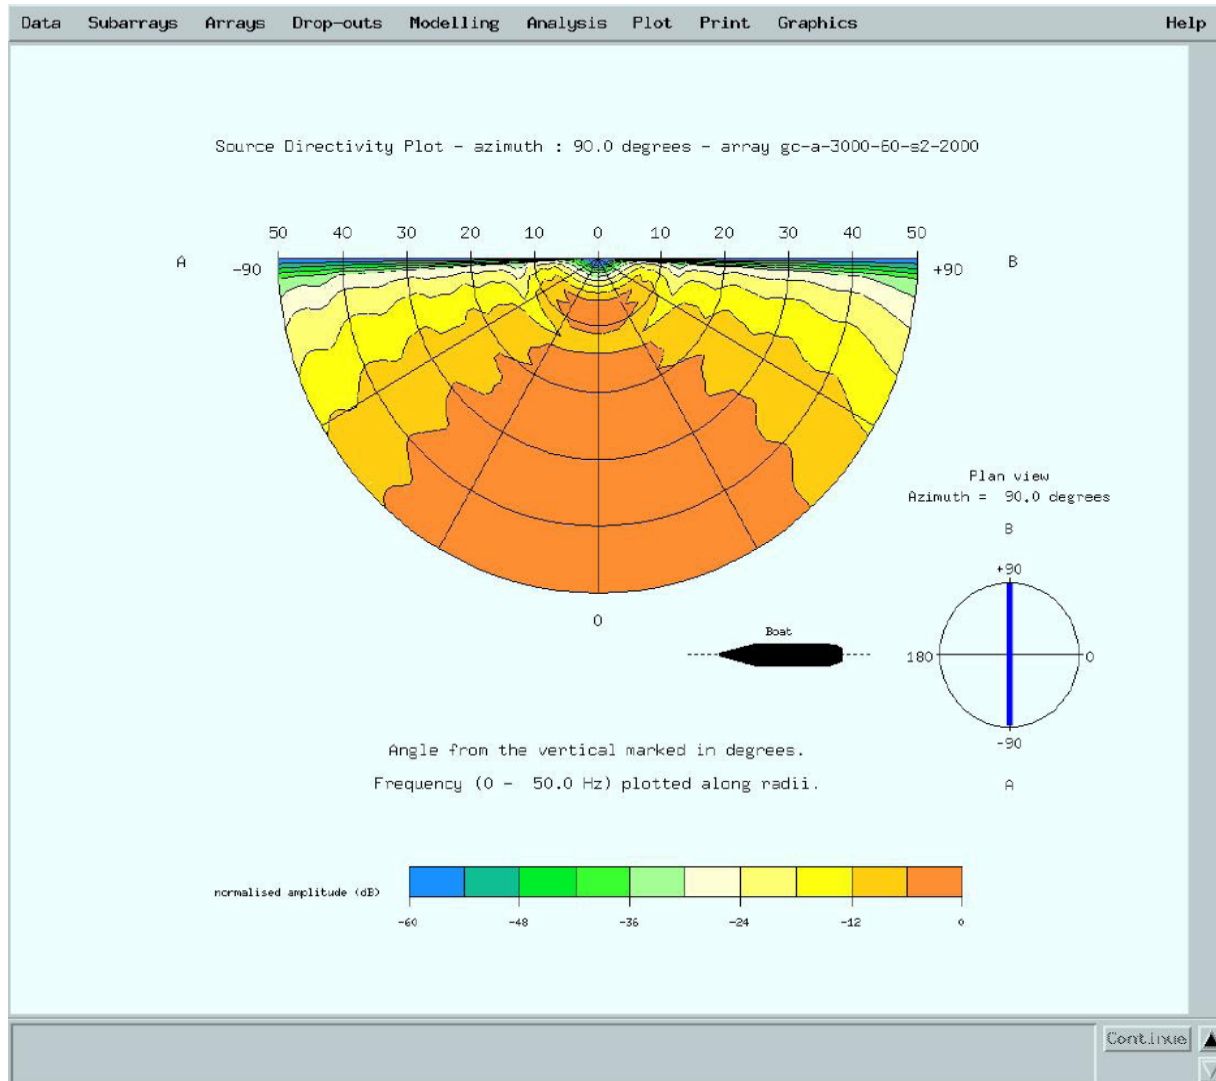 Data Subarrays Arrays Drop-outs Modelling Analysis Plot Print Graphics Help
Source Directivity Plot - azimuth : 90.0 degrees - array gc-a-3000-60-s2-2000
50 40 30 20 10 0 10 20 30 40 50
A -90 +90 B
0
Plan view
Azimuth = 90.0 degrees
B
+90
Boat
180 0
-90
A
Angle from the vertical marked in degrees.
Frequency (0 - 50.0 Hz) plotted along radii.
normalised amplitude (dB)
-60 -48 -36 -24 -12 0
Continue